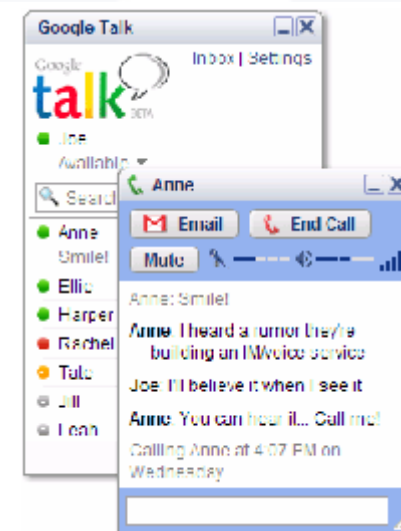 Google Talk
Inbox | Settings
Google
talk
BETA
Joe
Available
Search
Anne
Smile!
Ellie
Harper
Rachel
Tate
Jill
Leah
Anne
Email
End Call
Mute
Anne: Smile!
Anne: I heard a rumor they're
building an IM/voice service
Joe: I'll believe it when I see it
Anne: You can hear it... Call me!
Calling Anne at 4:07 PM on
Wednesday